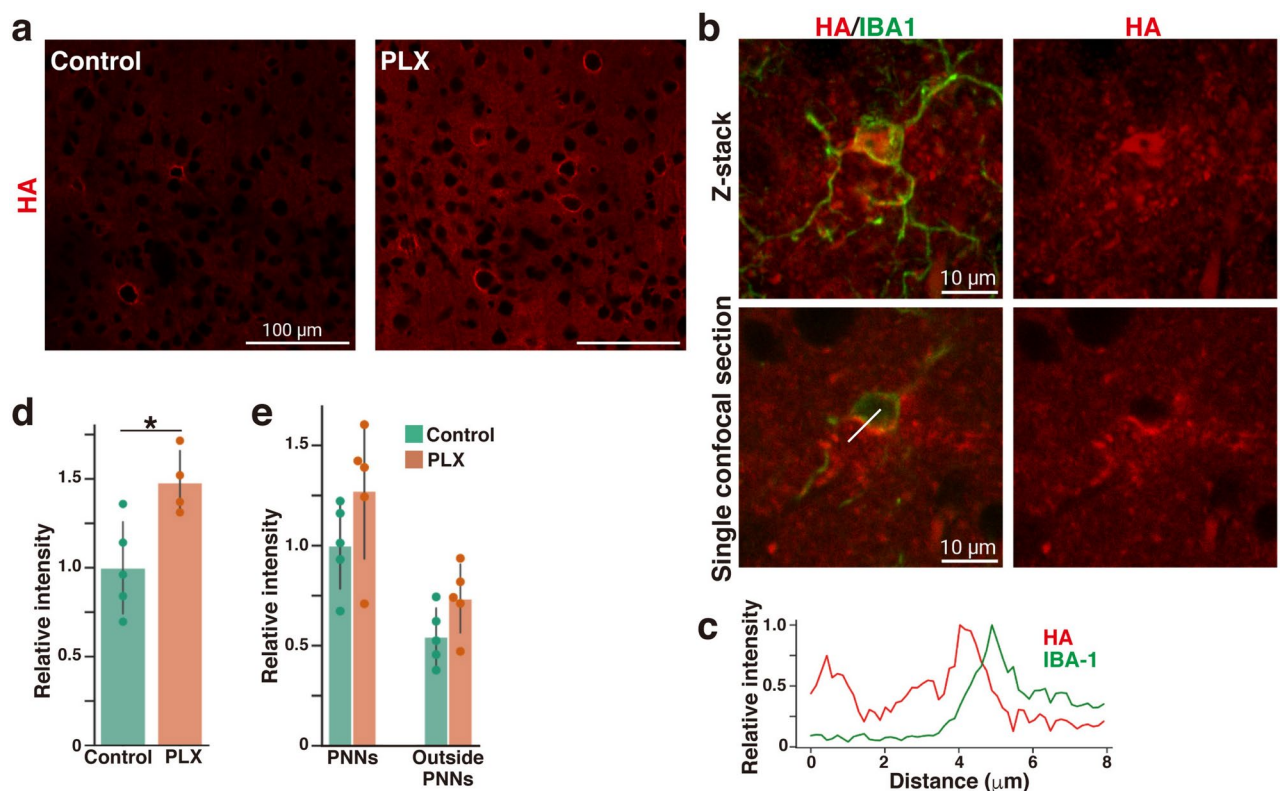 a
Control
PLX
HA
100 μm
b
HA/IBA1
HA
Z-stack
10 μm
Single confocal section
10 μm
c
Relative intensity
1.0
0.5
0
HA
IBA-1
0
2
4
6
8
Distance (μm)
d
Relative intensity
1.5
1.0
0.5
0
*
Control
PLX
e
Relative intensity
1.5
1.0
0.5
0
Control
PLX
PNNs
Outside
PNNs